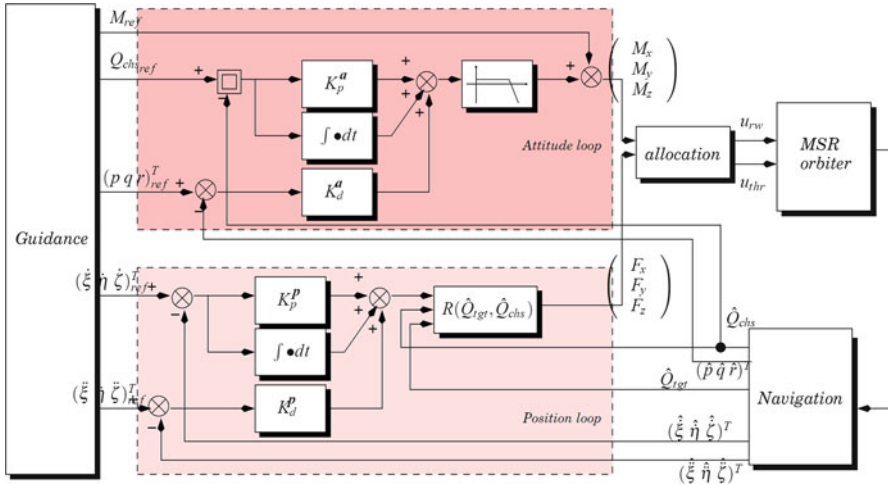 Guidance
M_ref
Q_chs_ref
(p q r)^T_ref
K_p^a
∫ •dt
K_d^a
Attitude loop
( M_x
M_y
M_z )
allocation
u_rw
u_thr
MSR
orbiter
(ξ̇ η̇ ζ̇)^T_ref
(ξ̈ η̈ ζ̈)^T_ref
K_p^p
∫ •dt
K_d^p
R(Q̂_tgt, Q̂_chs)
Position loop
( F_x
F_y
F_z )
Q̂_chs
(p̂ q̂ r̂)^T
Q̂_tgt
Navigation
(ξ̇̂ η̇̂ ζ̇̂)^T
(ξ̈̂ η̈̂ ζ̈̂)^T